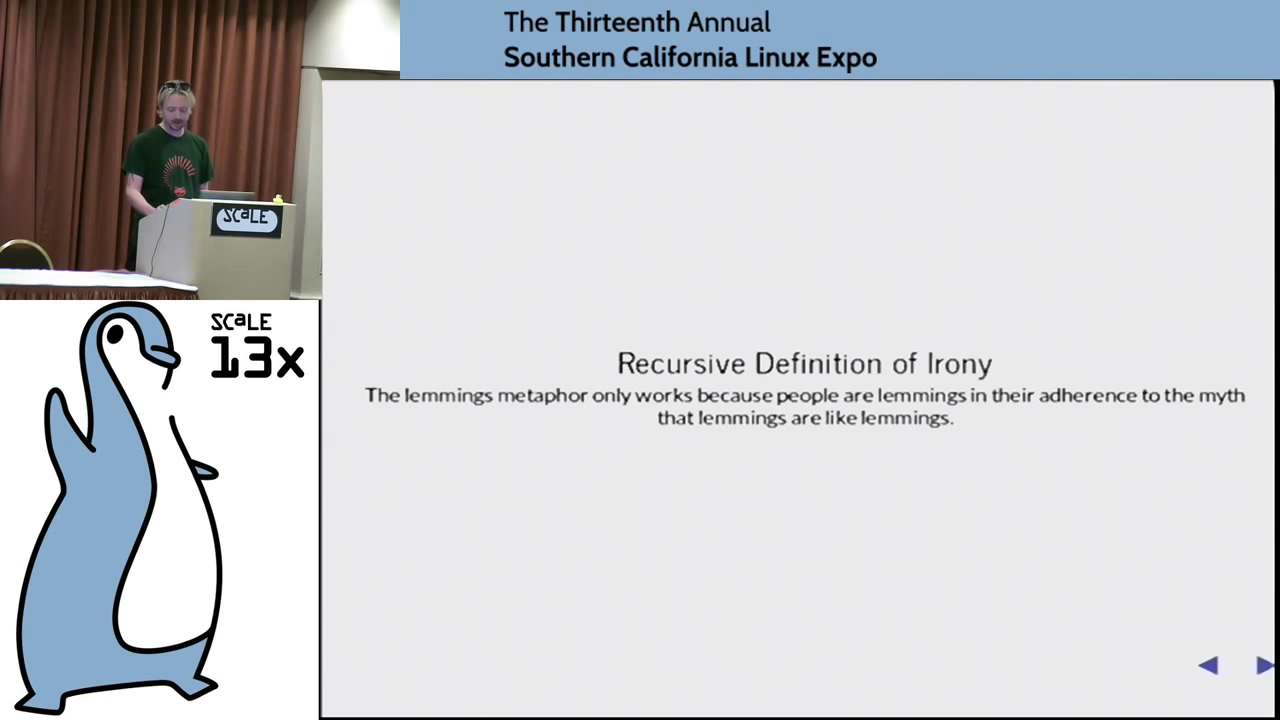 The Thirteenth Annual
Southern California Linux Expo
SCALE
SCALE
13x
Recursive Definition of Irony
The lemmings metaphor only works because people are lemmings in their adherence to the myth
that lemmings are like lemmings.